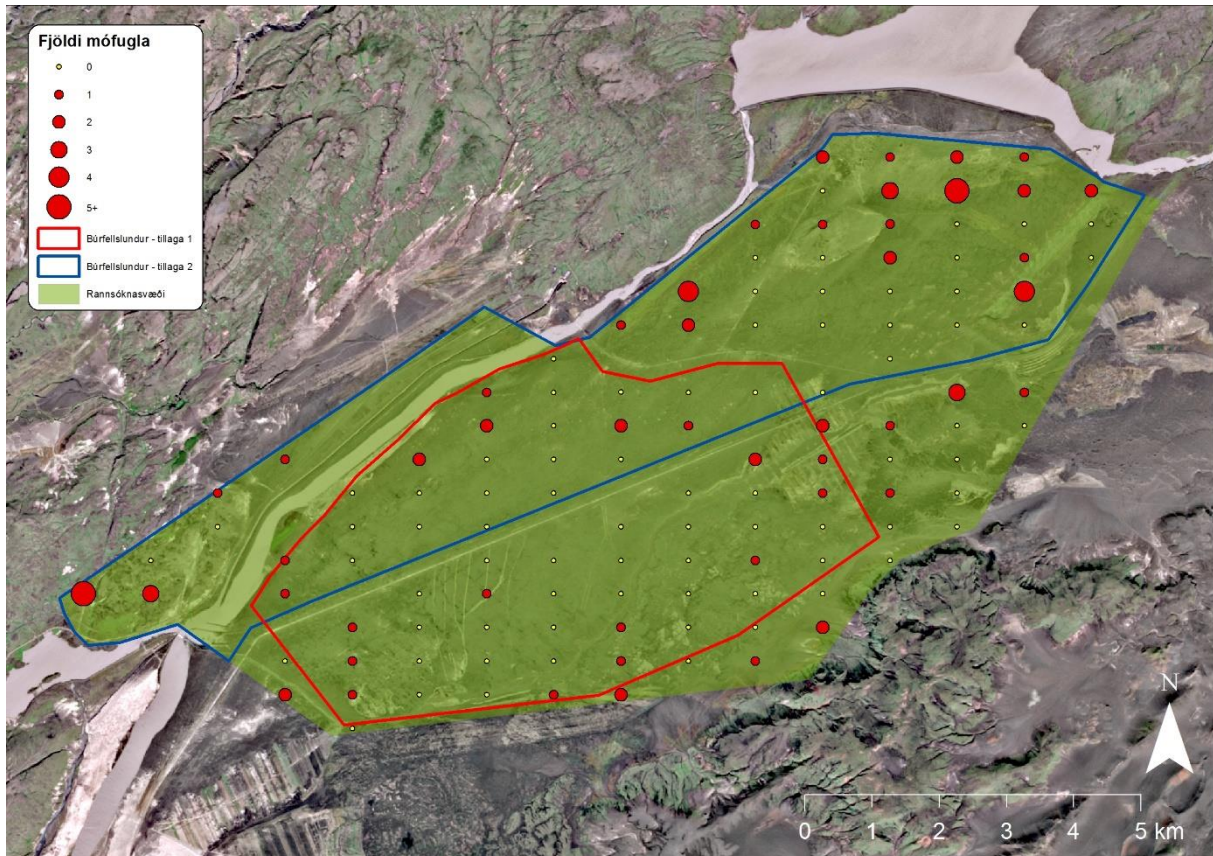 Fjöldi mófugla
0
1
2
3
4
5+
Búrfellslundur - tillaga 1
Búrfellslundur - tillaga 2
Rannsóknasvæði
N
0 1 2 3 4 5 km